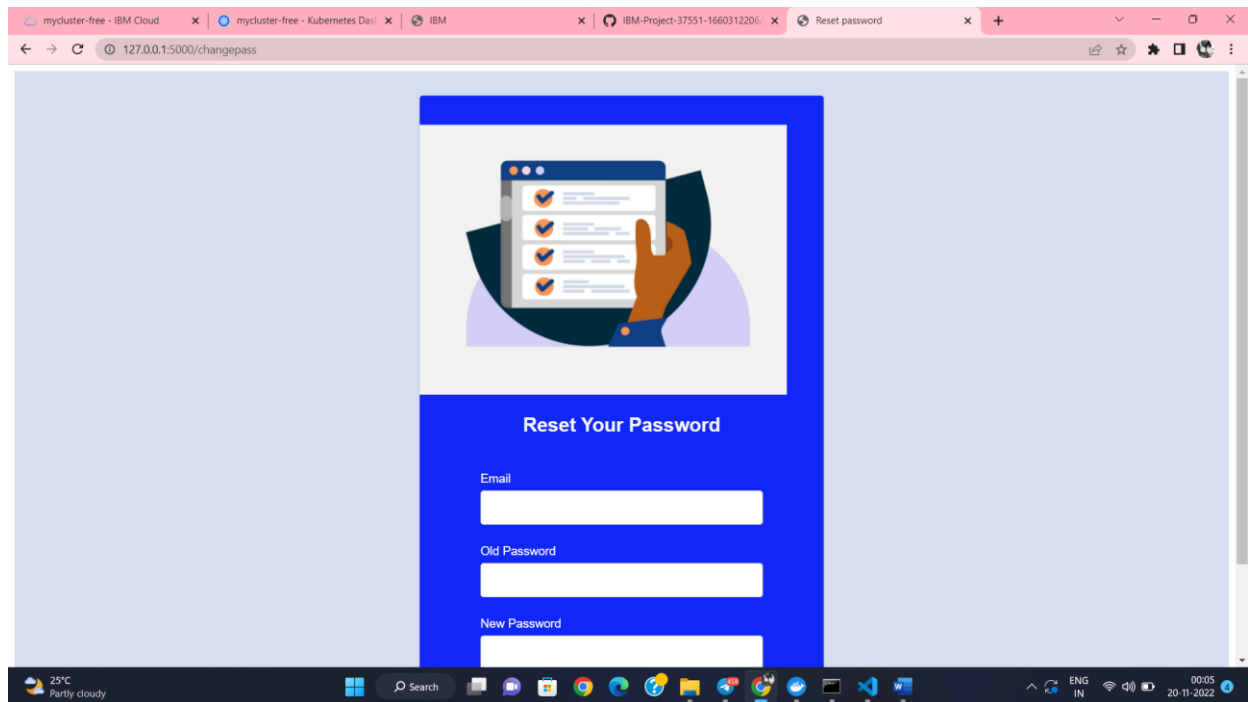 mycluster-free - IBM Cloud
mycluster-free - Kubernetes Dash
IBM
IBM-Project-37551-1660312206/
Reset password
127.0.0.1:5000/changepass
Reset Your Password
Email
Old Password
New Password
25°C
Partly cloudy
Search
458
ENG
IN
00:05
20-11-2022
4